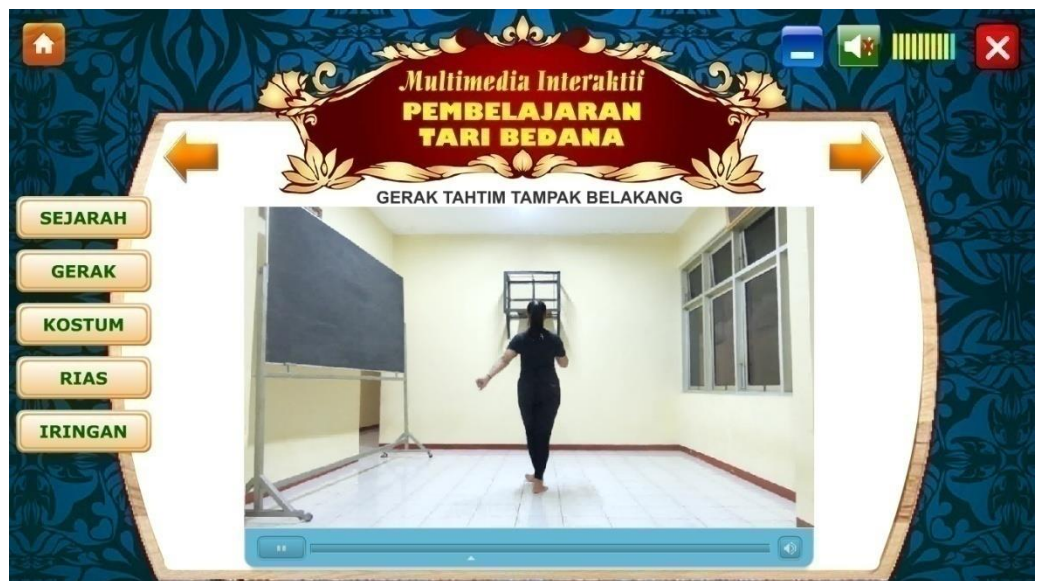 Multimedia Interaktif
PEMBELAJARAN
TARI BEDANA
GERAK TAHTIM TAMPAK BELAKANG
SEJARAH
GERAK
KOSTUM
RIAS
IRINGAN